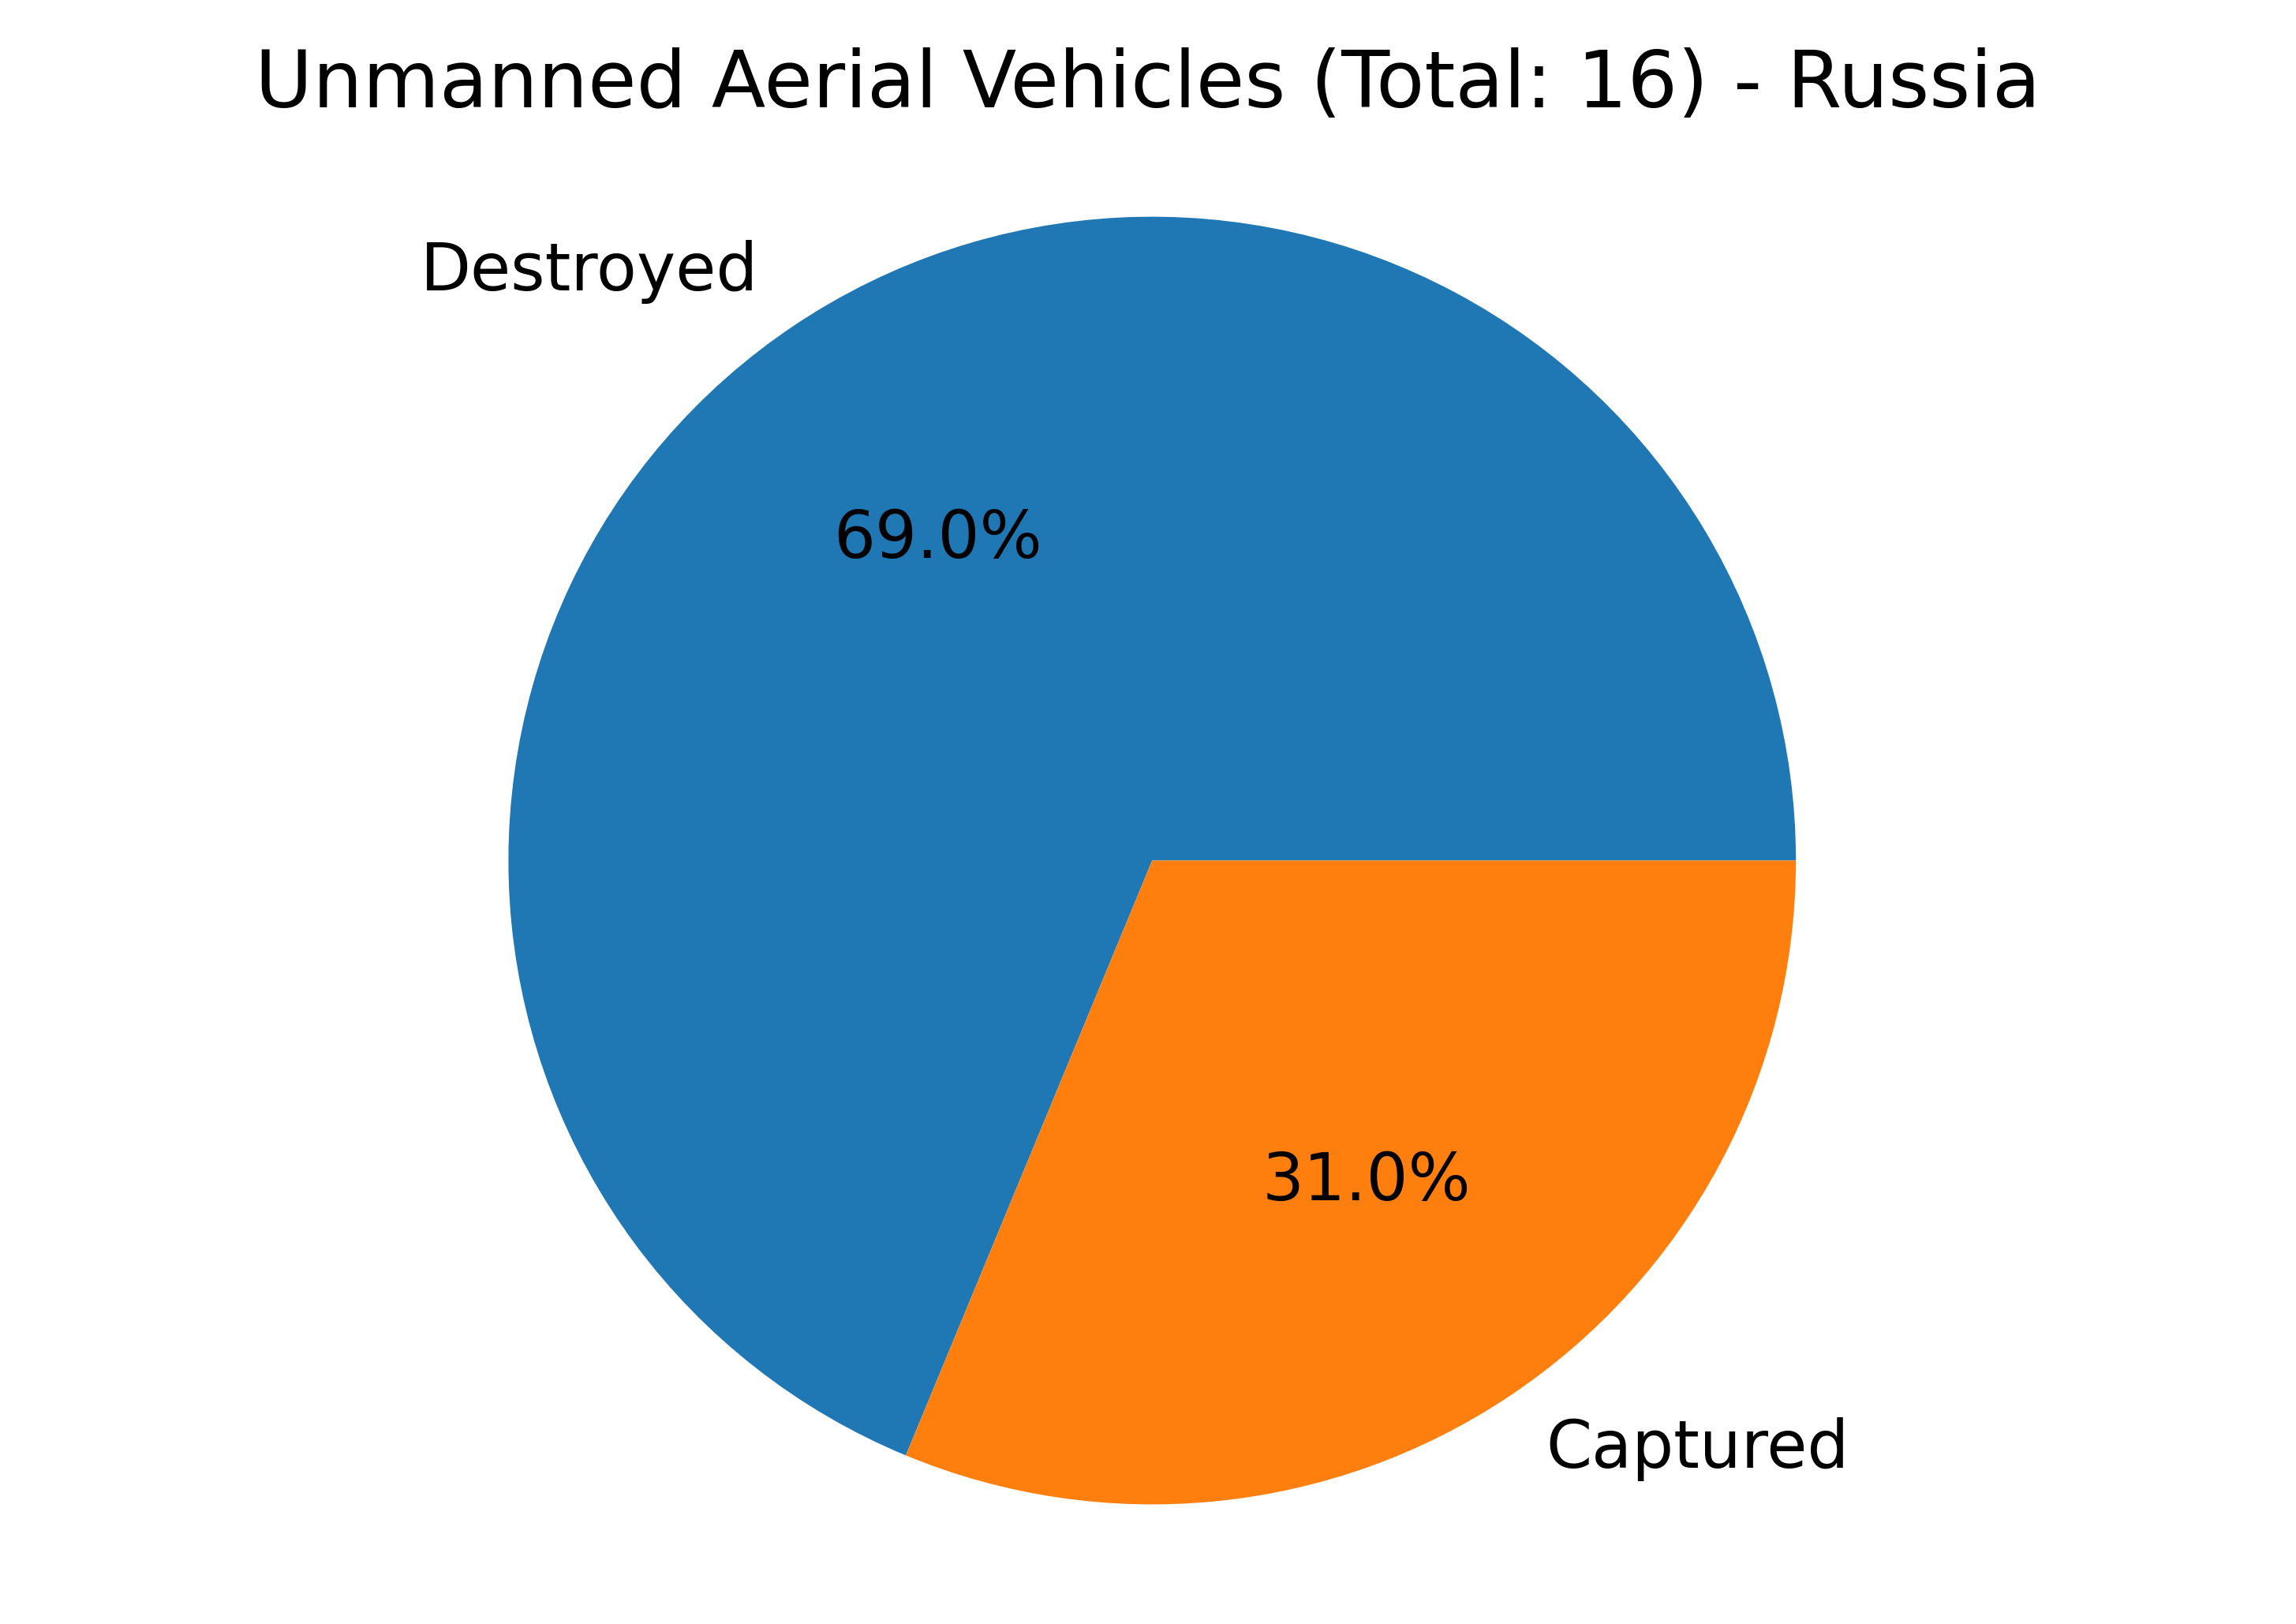 Unmanned Aerial Vehicles (Total: 16) - Russia
Destroyed
69.0%
31.0%
Captured